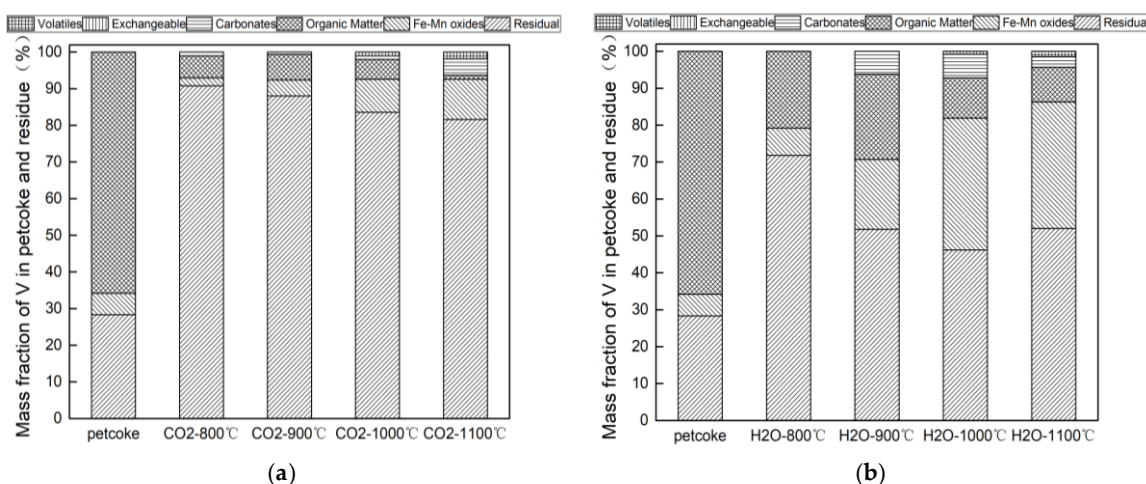 Volatiles Exchangeable Carbonates Organic Matter Fe-Mn oxides Residual
Mass fraction of V in petcoke and residue（%）
100
90
80
70
60
50
40
30
20
10
0
petcoke CO2-800℃ CO2-900℃ CO2-1000℃ CO2-1100℃
(a)
Volatiles Exchangeable Carbonates Organic Matter Fe-Mn oxides Residual
Mass fraction of V in petcoke and residue（%）
100
90
80
70
60
50
40
30
20
10
0
petcoke H2O-800℃ H2O-900℃ H2O-1000℃ H2O-1100℃
(b)